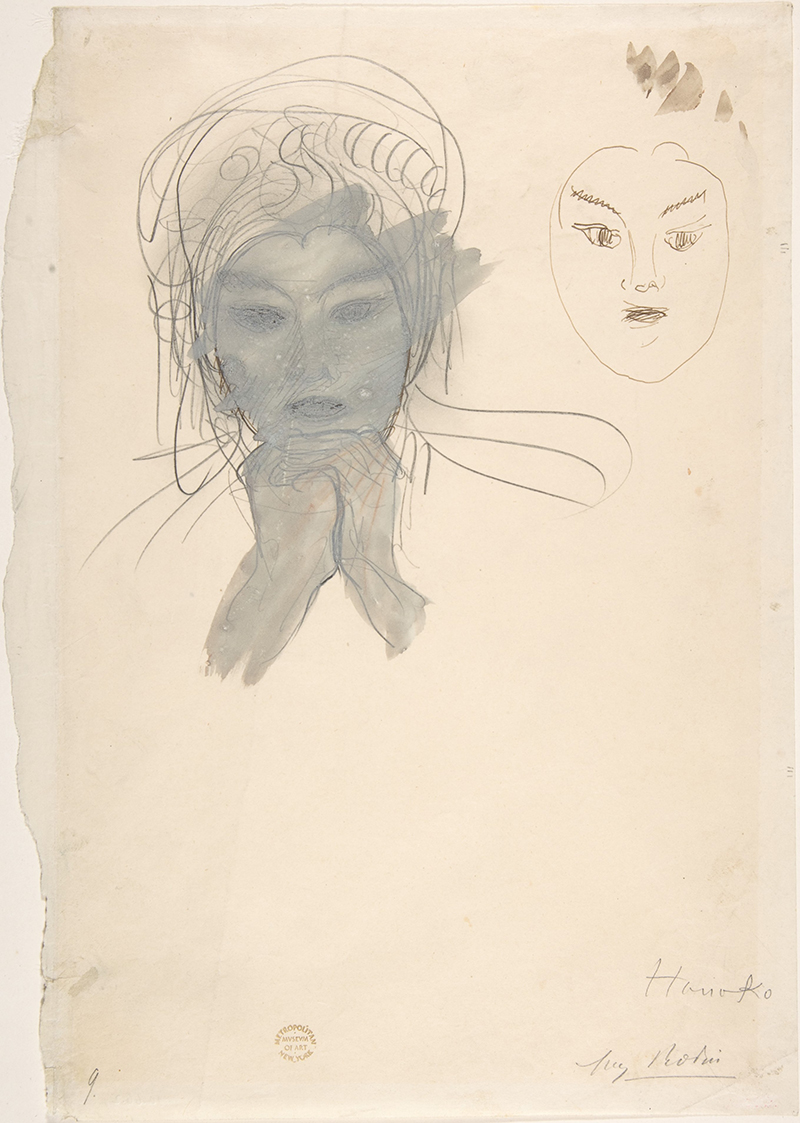 Hanako
METROPOLITAN
MVSEVM
OF ART
NEW YORK
Aug Rodin
9.